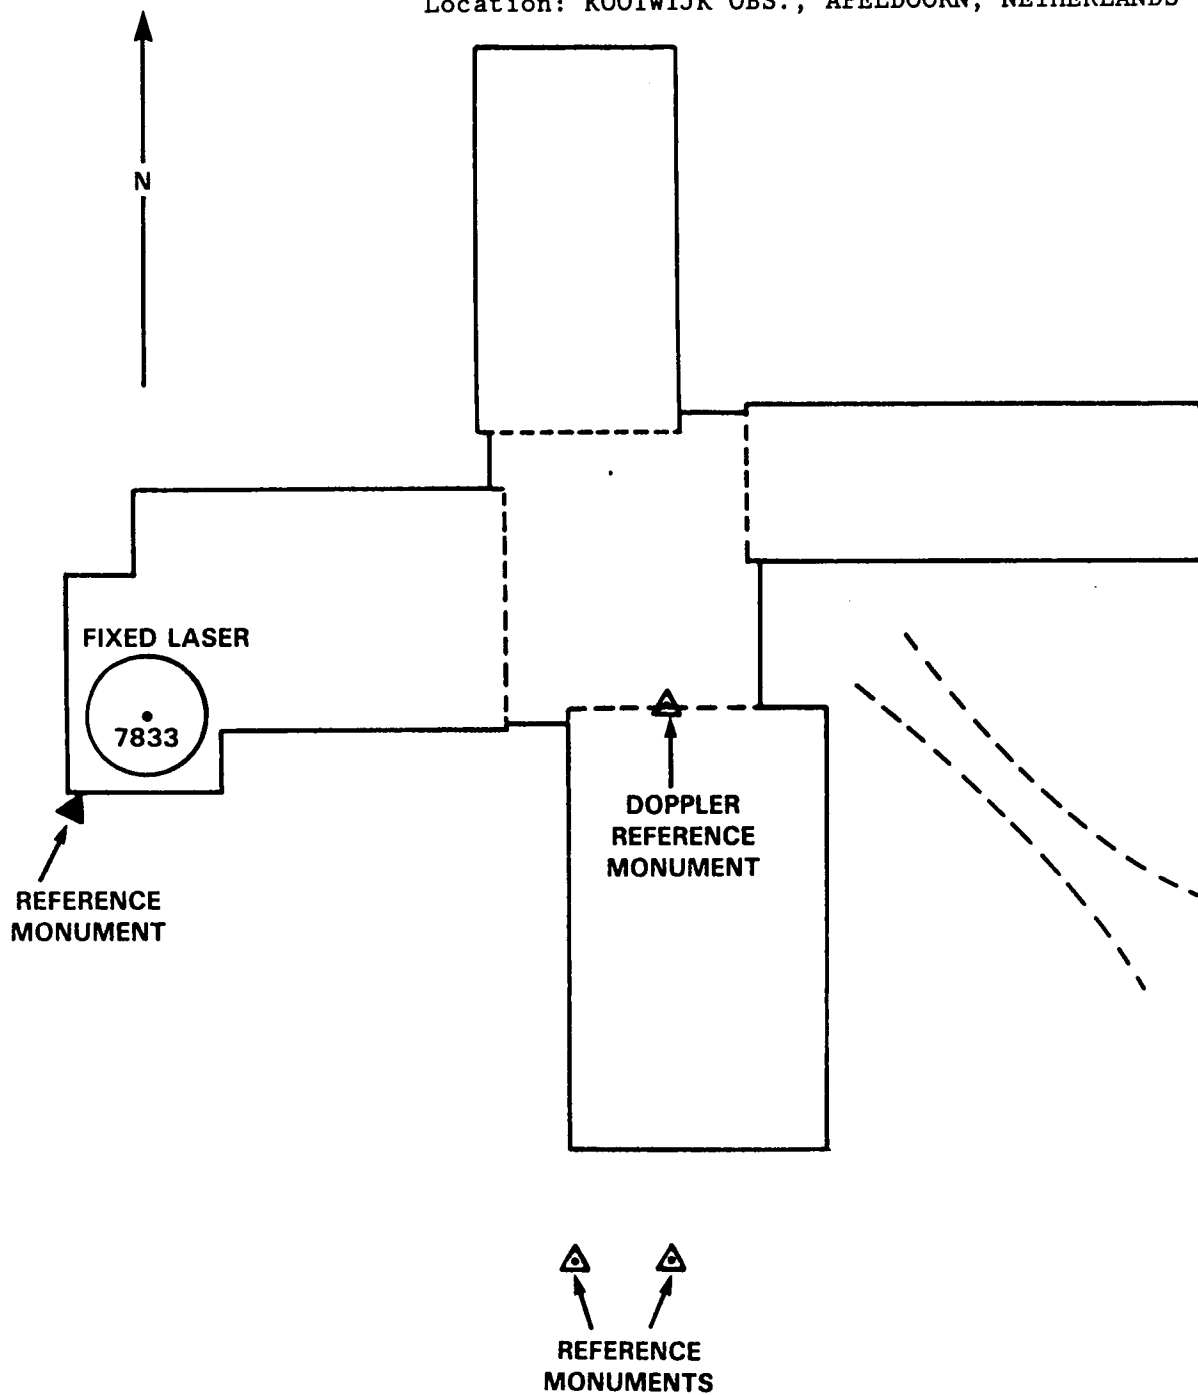 Location: KOOTWIJK OBS., APELDOORN, NETHERLANDS
N
FIXED LASER
7833
DOPPLER
REFERENCE
MONUMENT
REFERENCE
MONUMENT
REFERENCE
MONUMENTS